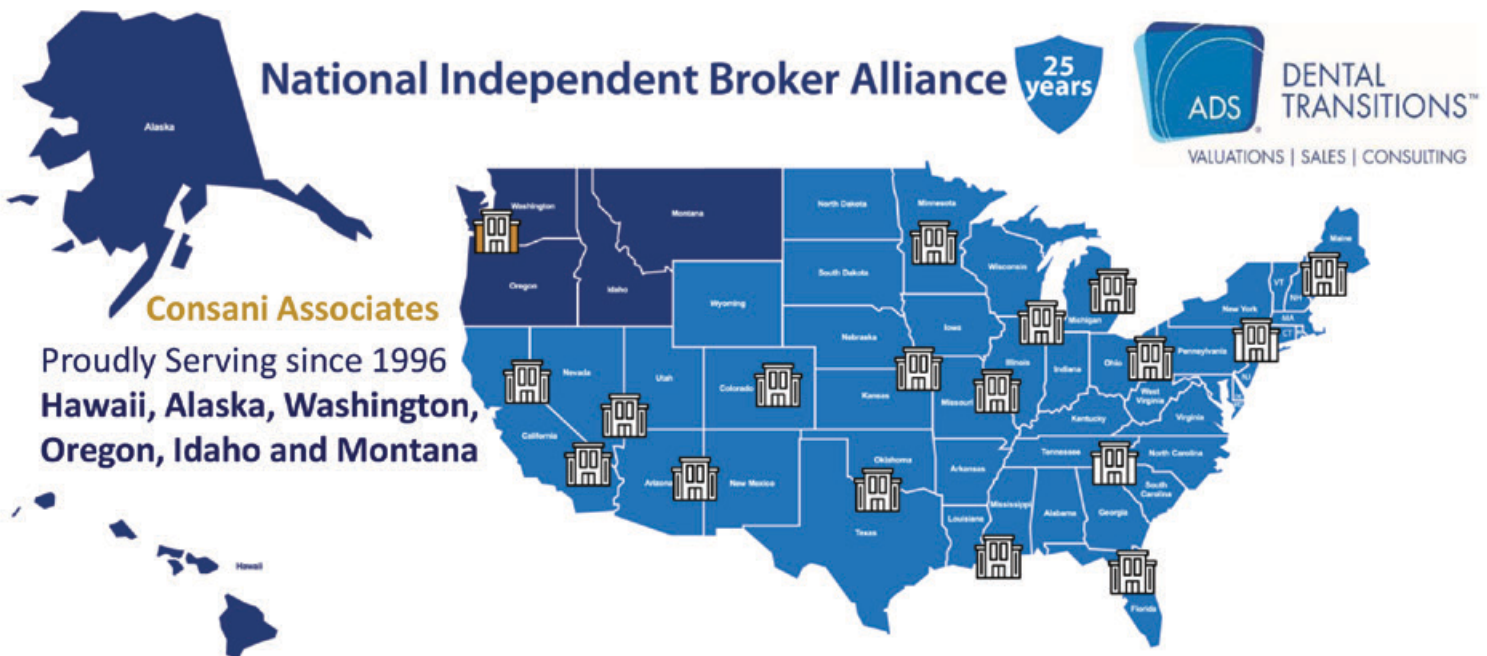 National Independent Broker Alliance
25
years
ADS
®
DENTAL
TRANSITIONS™
VALUATIONS | SALES | CONSULTING
Alaska
Consani Associates
Proudly Serving since 1996
Hawaii, Alaska, Washington,
Oregon, Idaho and Montana
Hawaii
Washington
Montana
North Dakota
Minnesota
Maine
Oregon
Idaho
South Dakota
Wisconsin
VT
NH
Wyoming
Michigan
New York
MA
CT
Nebraska
Iowa
Pennsylvania
NJ
Nevada
Utah
Colorado
Kansas
Missouri
Illinois
Indiana
Ohio
West
Virginia
Virginia
Kentucky
California
Arizona
New Mexico
Oklahoma
Arkansas
Tennessee
North Carolina
South
Carolina
Texas
Louisiana
Mississippi
Alabama
Georgia
Florida